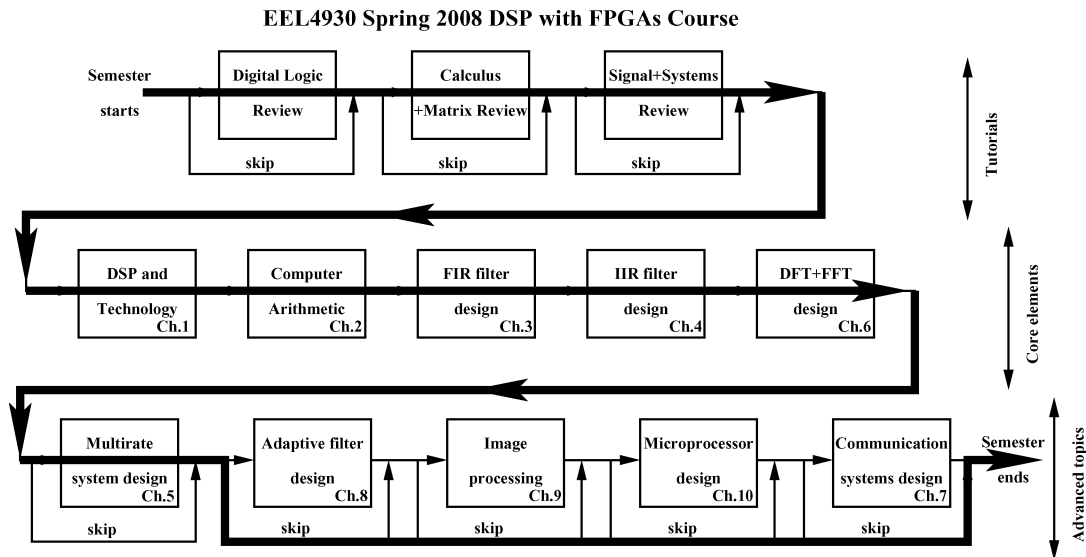 EEL4930 Spring 2008 DSP with FPGAs Course
Semester
starts
Digital Logic
Review
skip
Calculus
+Matrix Review
skip
Signal+Systems
Review
skip
Tutorials
DSP and
Technology
Ch.1
Computer
Arithmetic
Ch.2
FIR filter
design
Ch.3
IIR filter
design
Ch.4
DFT+FFT
design
Ch.6
Core elements
Multirate
system design
Ch.5
skip
Adaptive filter
design
Ch.8
skip
Image
processing
Ch.9
skip
Microprocessor
design
Ch.10
skip
Communication
systems design
Ch.7
skip
Semester
ends
Advanced topics